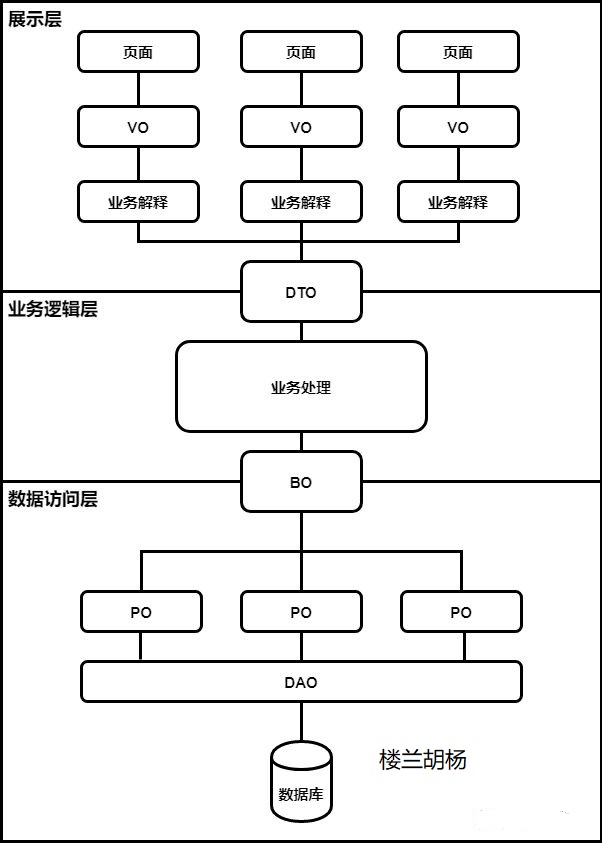 展示层
页面 页面 页面
VO VO VO
业务解释 业务解释 业务解释
DTO
业务逻辑层
业务处理
BO
数据访问层
PO PO PO
DAO
楼兰胡杨
数据库